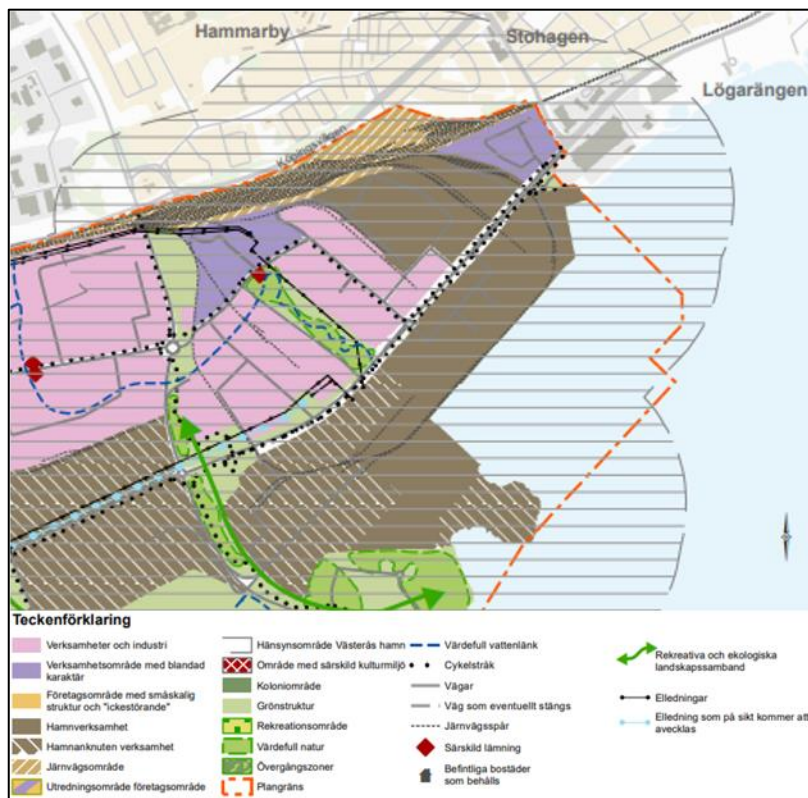 Hammarby
Stohagen
Lögarängen
Köpingsvägen
Teckenförklaring
Verksamheter och industri
Verksamhetsområde med blandad
karaktär
Företagsområde med småskalig
struktur och "ickestörande"
Hamnverksamhet
Hamnanknuten verksamhet
Järnvägsområde
Utredningsområde företagsområde
Hänsynsområde Västerås hamn
Område med särskild kulturmiljö
Koloniområde
Grönstruktur
Rekreationsområde
Värdefull natur
Övergångszoner
Plangräns
Värdefull vattenlänk
Cykelstråk
Vägar
Väg som eventuellt stängs
Järnvägsspår
Särskild lämning
Befintliga bostäder
som behålls
Rekreativa och ekologiska
landskapssamband
Elledningar
Elledning som på sikt kommer att
avecklas